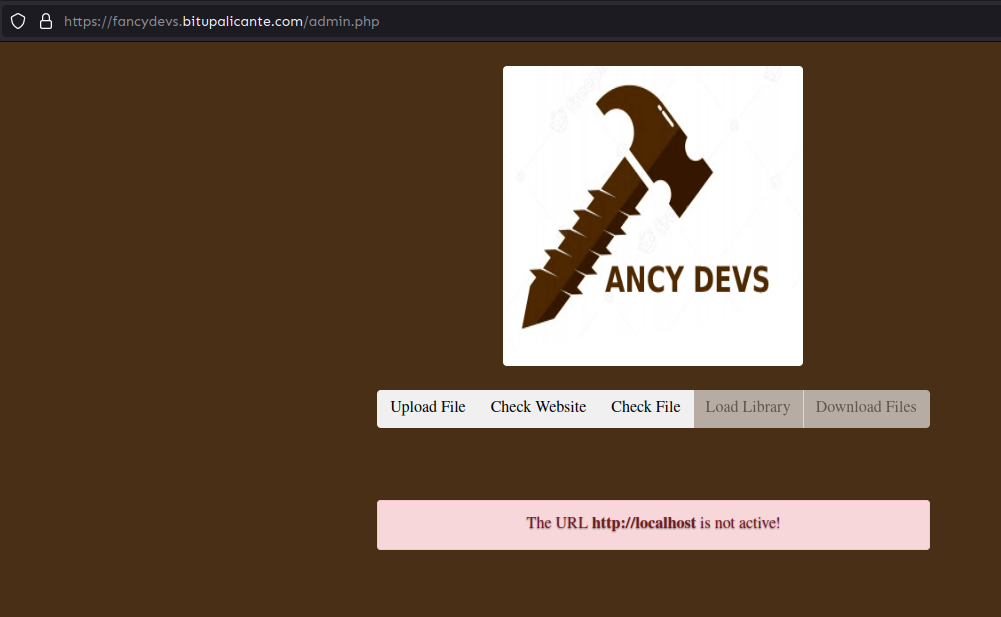 https://fancydevs.bitupalicante.com/admin.php
ANCY DEVS
Upload File Check Website Check File Load Library Download Files
The URL http://localhost is not active!